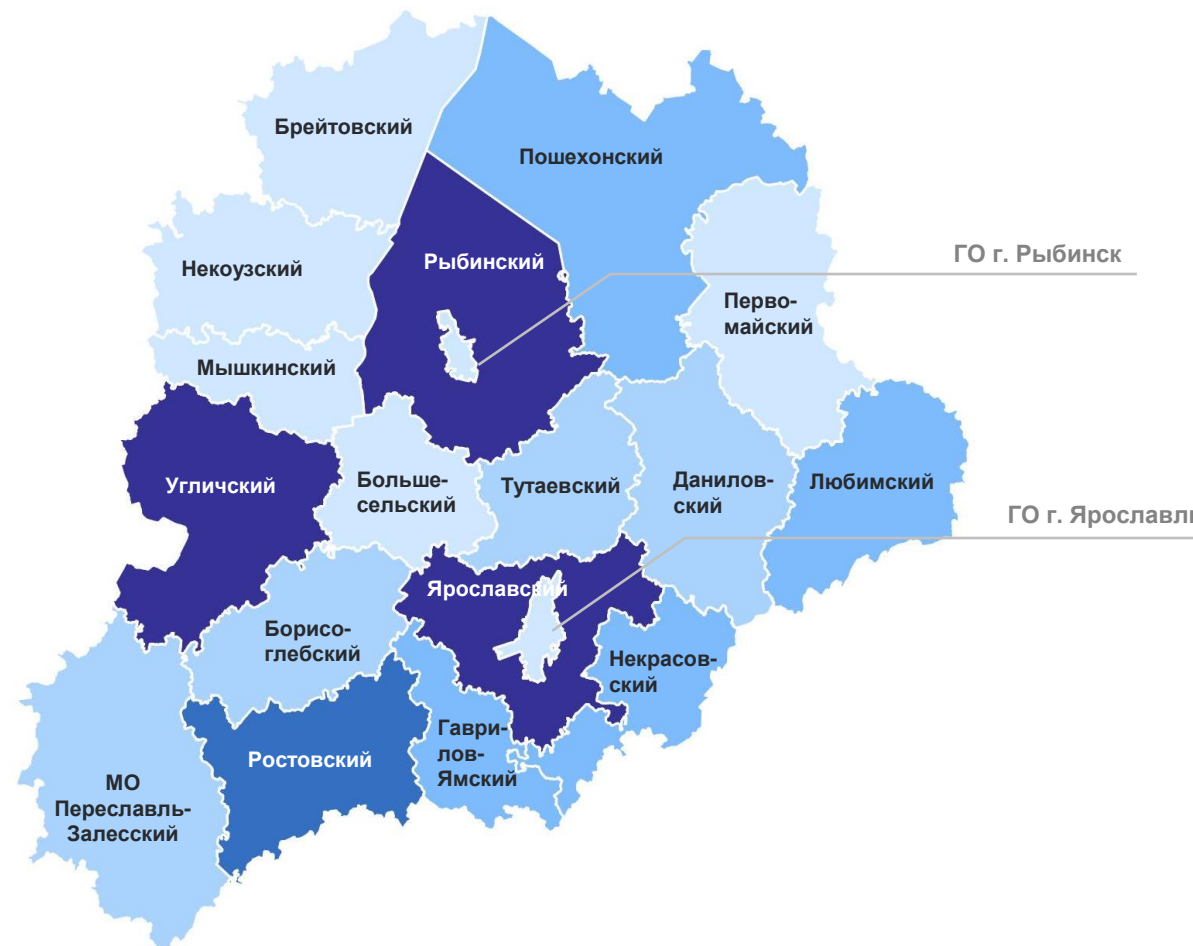 Брейтовский
Пошехонский
Некоузский
Рыбинский
ГО г. Рыбинск
Перво-
майский
Мышкинский
Угличский
Больше-
сельский
Тутаевский
Данилов-
ский
Любимский
ГО г. Ярославль
Ярославский
Борисо-
глебский
Некрасов-
ский
Гаври-
лов-
Ямский
Ростовский
МО
Переславль-
Залесский